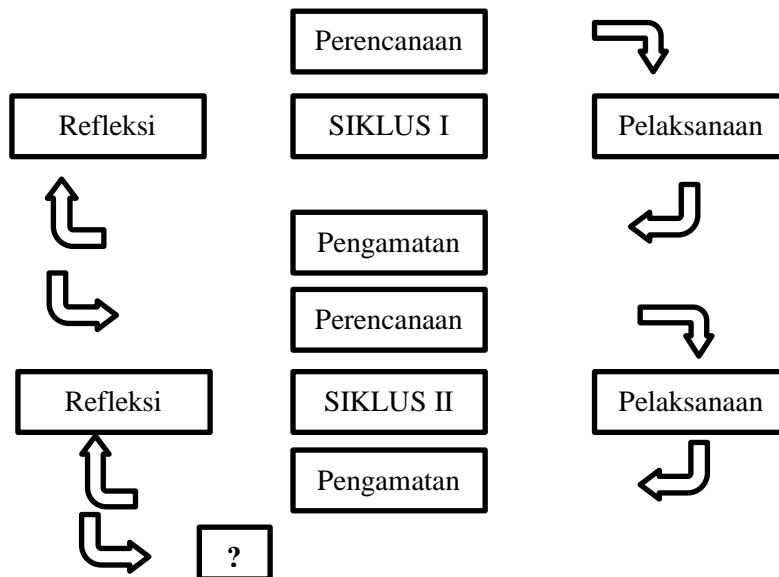 Perencanaan
Refleksi
SIKLUS I
Pelaksanaan
Pengamatan
Perencanaan
Refleksi
SIKLUS II
Pelaksanaan
Pengamatan
?